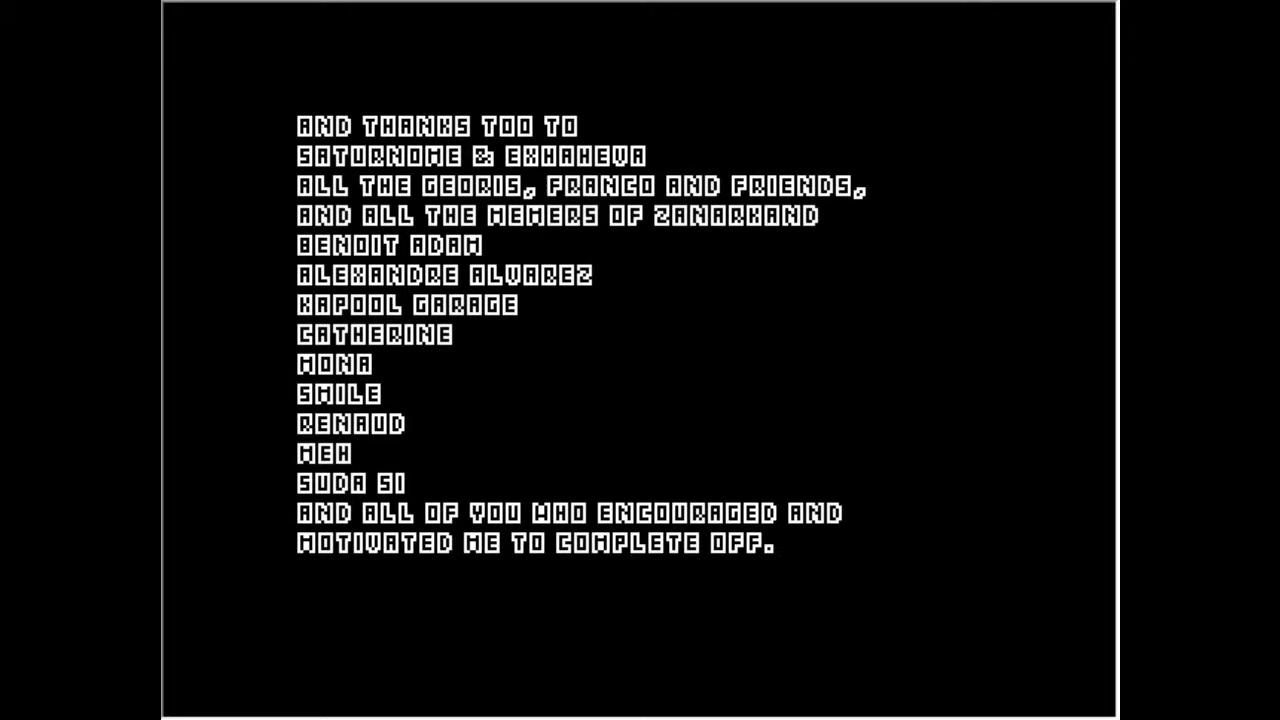 AND THANKS TOO TO
SATURNOME & EXHAHEVA
ALL THE GEORIS, FRANCO AND FRIENDS,
AND ALL THE MEMERS OF ZANARKAND
BENOIT ADAM
ALEXANDRE ALVAREZ
KAPOOL GARAGE
CATHERINE
MONA
SMILE
RENAUD
MEH
SUDA 51
AND ALL OF YOU WHO ENCOURAGED AND
MOTIVATED ME TO COMPLETE OFF.